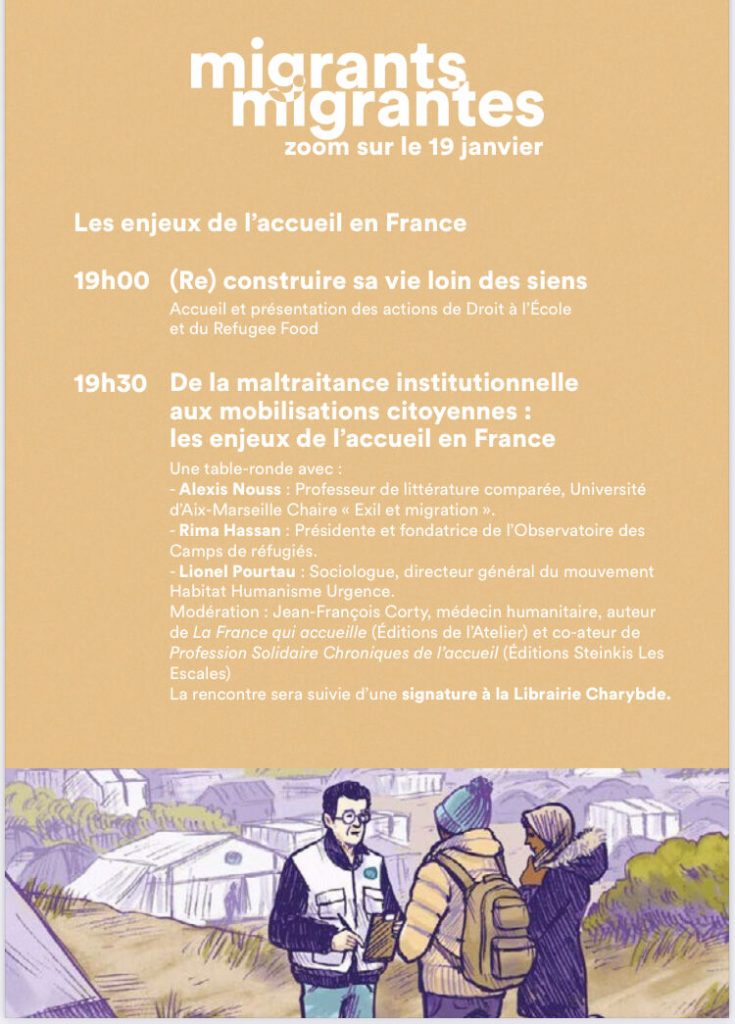 migrants
migrantes
zoom sur le 19 janvier
Les enjeux de l'accueil en France
19h00 (Re) construire sa vie loin des siens
Accueil et présentation des actions de Droit à l'École
et du Refugee Food
19h30 De la maltraitance institutionnelle
aux mobilisations citoyennes :
les enjeux de l'accueil en France
Une table-ronde avec :
- Alexis Nouss : Professeur de littérature comparée, Université
d'Aix-Marseille Chaire « Exil et migration ».
- Rima Hassan : Présidente et fondatrice de l'Observatoire des
Camps de réfugiés.
- Lionel Pourtau : Sociologue, directeur général du mouvement
Habitat Humanisme Urgence.
Modération : Jean-François Corty, médecin humanitaire, auteur
de La France qui accueille (Éditions de l'Atelier) et co-ateur de
Profession Solidaire Chroniques de l'accueil (Éditions Steinkis Les
Escales)
La rencontre sera suivie d'une signature à la Librairie Charybde.